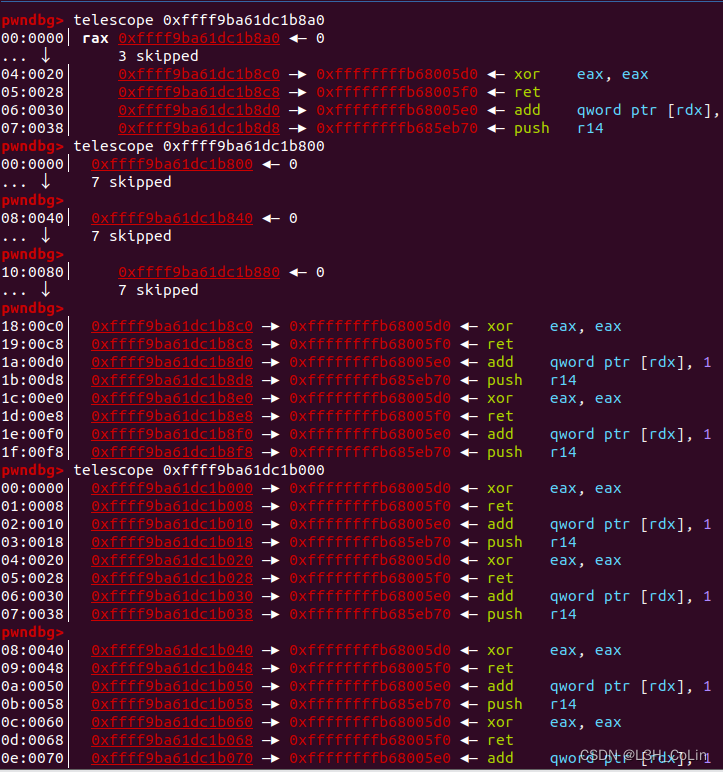 pwndbg> telescope 0xffff9ba61dc1b8a0
00:0000│ rax 0xffff9ba61dc1b8a0 ◂— 0
... ↓ 3 skipped
04:0020│ 0xffff9ba61dc1b8c0 —▸ 0xffffffffb68005d0 ◂— xor eax, eax
05:0028│ 0xffff9ba61dc1b8c8 —▸ 0xffffffffb68005f0 ◂— ret
06:0030│ 0xffff9ba61dc1b8d0 —▸ 0xffffffffb68005e0 ◂— add qword ptr [rdx],
07:0038│ 0xffff9ba61dc1b8d8 —▸ 0xffffffffb685eb70 ◂— push r14
pwndbg> telescope 0xffff9ba61dc1b800
00:0000│ 0xffff9ba61dc1b800 ◂— 0
... ↓ 7 skipped
pwndbg>
08:0040│ 0xffff9ba61dc1b840 ◂— 0
... ↓ 7 skipped
pwndbg>
10:0080│ 0xffff9ba61dc1b880 ◂— 0
... ↓ 7 skipped
pwndbg>
18:00c0│ 0xffff9ba61dc1b8c0 —▸ 0xffffffffb68005d0 ◂— xor eax, eax
19:00c8│ 0xffff9ba61dc1b8c8 —▸ 0xffffffffb68005f0 ◂— ret
1a:00d0│ 0xffff9ba61dc1b8d0 —▸ 0xffffffffb68005e0 ◂— add qword ptr [rdx], 1
1b:00d8│ 0xffff9ba61dc1b8d8 —▸ 0xffffffffb685eb70 ◂— push r14
1c:00e0│ 0xffff9ba61dc1b8e0 —▸ 0xffffffffb68005d0 ◂— xor eax, eax
1d:00e8│ 0xffff9ba61dc1b8e8 —▸ 0xffffffffb68005f0 ◂— ret
1e:00f0│ 0xffff9ba61dc1b8f0 —▸ 0xffffffffb68005e0 ◂— add qword ptr [rdx], 1
1f:00f8│ 0xffff9ba61dc1b8f8 —▸ 0xffffffffb685eb70 ◂— push r14
pwndbg> telescope 0xffff9ba61dc1b000
00:0000│ 0xffff9ba61dc1b000 —▸ 0xffffffffb68005d0 ◂— xor eax, eax
01:0008│ 0xffff9ba61dc1b008 —▸ 0xffffffffb68005f0 ◂— ret
02:0010│ 0xffff9ba61dc1b010 —▸ 0xffffffffb68005e0 ◂— add qword ptr [rdx], 1
03:0018│ 0xffff9ba61dc1b018 —▸ 0xffffffffb685eb70 ◂— push r14
04:0020│ 0xffff9ba61dc1b020 —▸ 0xffffffffb68005d0 ◂— xor eax, eax
05:0028│ 0xffff9ba61dc1b028 —▸ 0xffffffffb68005f0 ◂— ret
06:0030│ 0xffff9ba61dc1b030 —▸ 0xffffffffb68005e0 ◂— add qword ptr [rdx], 1
07:0038│ 0xffff9ba61dc1b038 —▸ 0xffffffffb685eb70 ◂— push r14
pwndbg>
08:0040│ 0xffff9ba61dc1b040 —▸ 0xffffffffb68005d0 ◂— xor eax, eax
09:0048│ 0xffff9ba61dc1b048 —▸ 0xffffffffb68005f0 ◂— ret
0a:0050│ 0xffff9ba61dc1b050 —▸ 0xffffffffb68005e0 ◂— add qword ptr [rdx], 1
0b:0058│ 0xffff9ba61dc1b058 —▸ 0xffffffffb685eb70 ◂— push r14
0c:0060│ 0xffff9ba61dc1b060 —▸ 0xffffffffb68005d0 ◂— xor eax, eax
0d:0068│ 0xffff9ba61dc1b068 —▸ 0xffffffffb68005f0 ◂— ret
0e:0070│ 0xffff9ba61dc1b070 —▸ 0xffffffffb68005e0 ◂— add qword ptr [rdx], 1
CSDN @L3H_CoLin